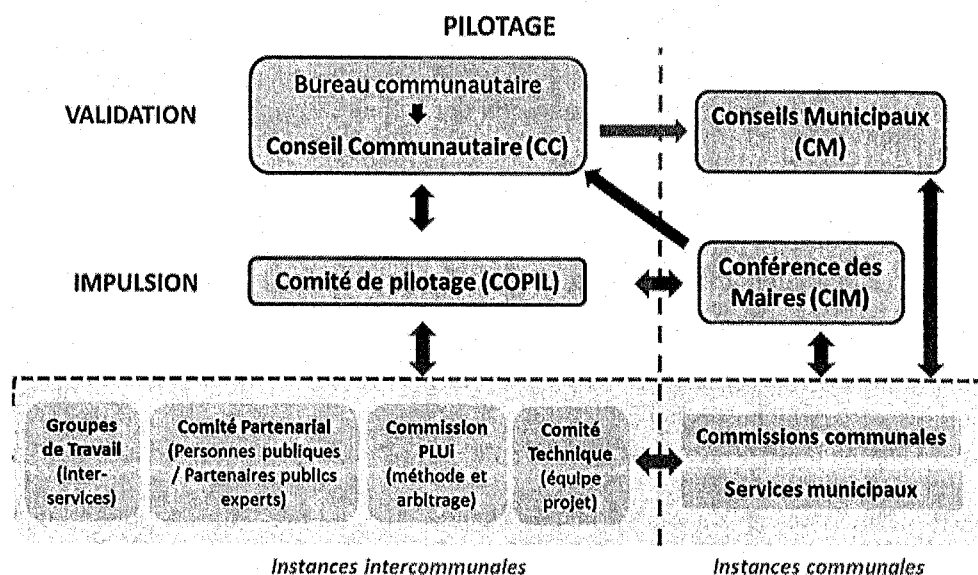 PILOTAGE
VALIDATION
Bureau communautaire
Conseil Communautaire (CC)
Conseils Municipaux
(CM)
IMPULSION
Comité de pilotage (COPIL)
Conférence des
Maires (CIM)
Groupes
de Travail
(inter-
services)
Comité Partenarial
(Personnes publiques
/ Partenaires publics
experts)
Commission
PLUi
(méthode et
arbitrage)
Comité
Technique
(équipe
projet)
Commissions communales
Services municipaux
Instances intercommunales
Instances communales